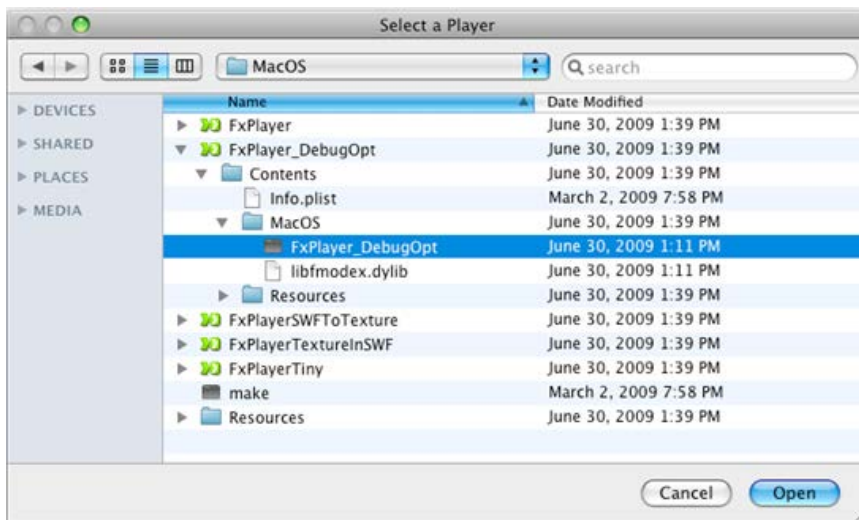 Select a Player
MacOS search
Name Date Modified
DEVICES
SHARED
PLACES
MEDIA
FxPlayer June 30, 2009 1:39 PM
FxPlayer_DebugOpt June 30, 2009 1:39 PM
Contents June 30, 2009 1:39 PM
Info.plist March 2, 2009 7:58 PM
MacOS June 30, 2009 1:39 PM
FxPlayer_DebugOpt June 30, 2009 1:11 PM
libfmodex.dylib June 30, 2009 1:11 PM
Resources June 30, 2009 1:39 PM
FxPlayerSWFToTexture June 30, 2009 1:39 PM
FxPlayerTextureInSWF June 30, 2009 1:39 PM
FxPlayerTiny June 30, 2009 1:39 PM
make March 2, 2009 7:58 PM
Resources June 30, 2009 1:39 PM
Cancel Open